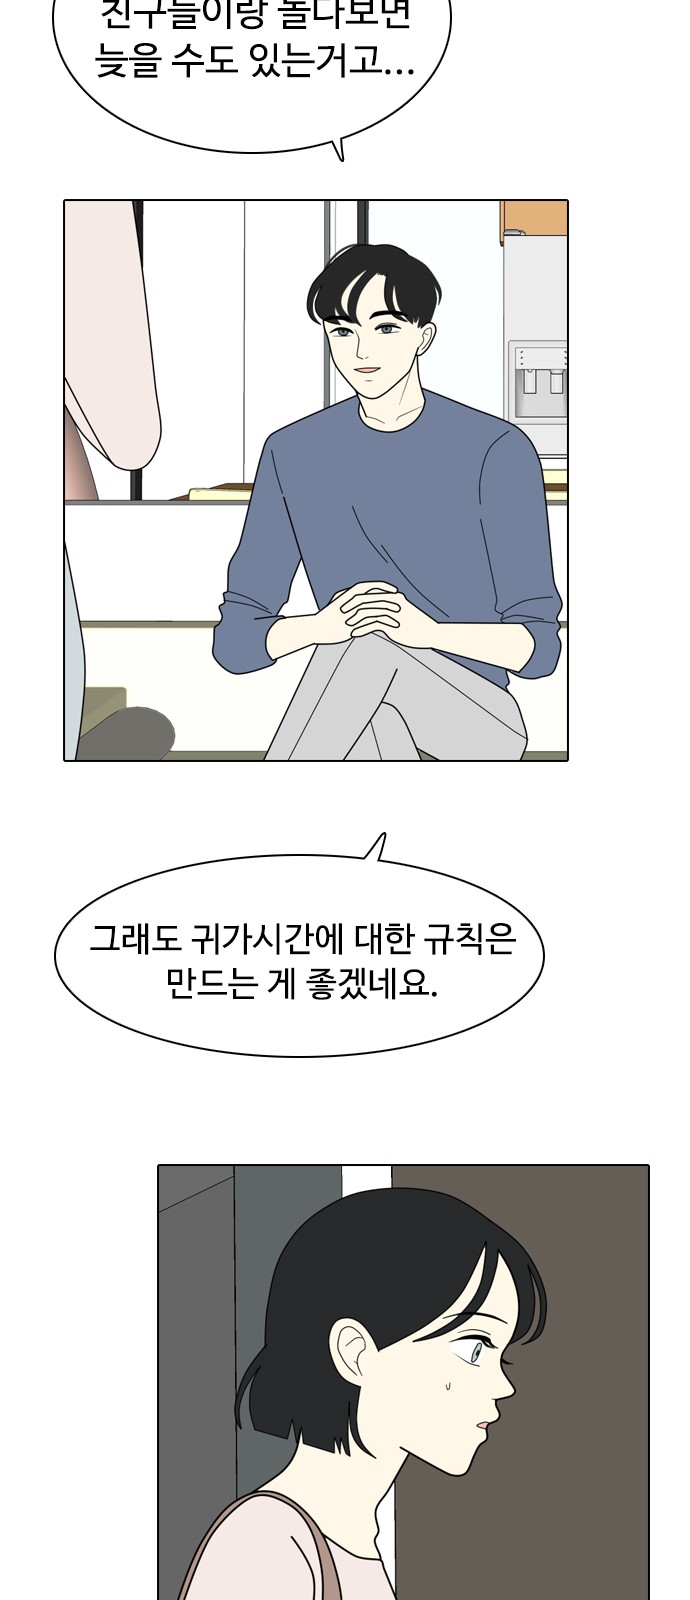 친구들이랑 놀다보면
늦을 수도 있는거고...
그래도 귀가시간에 대한 규칙은
만드는 게 좋겠네요.